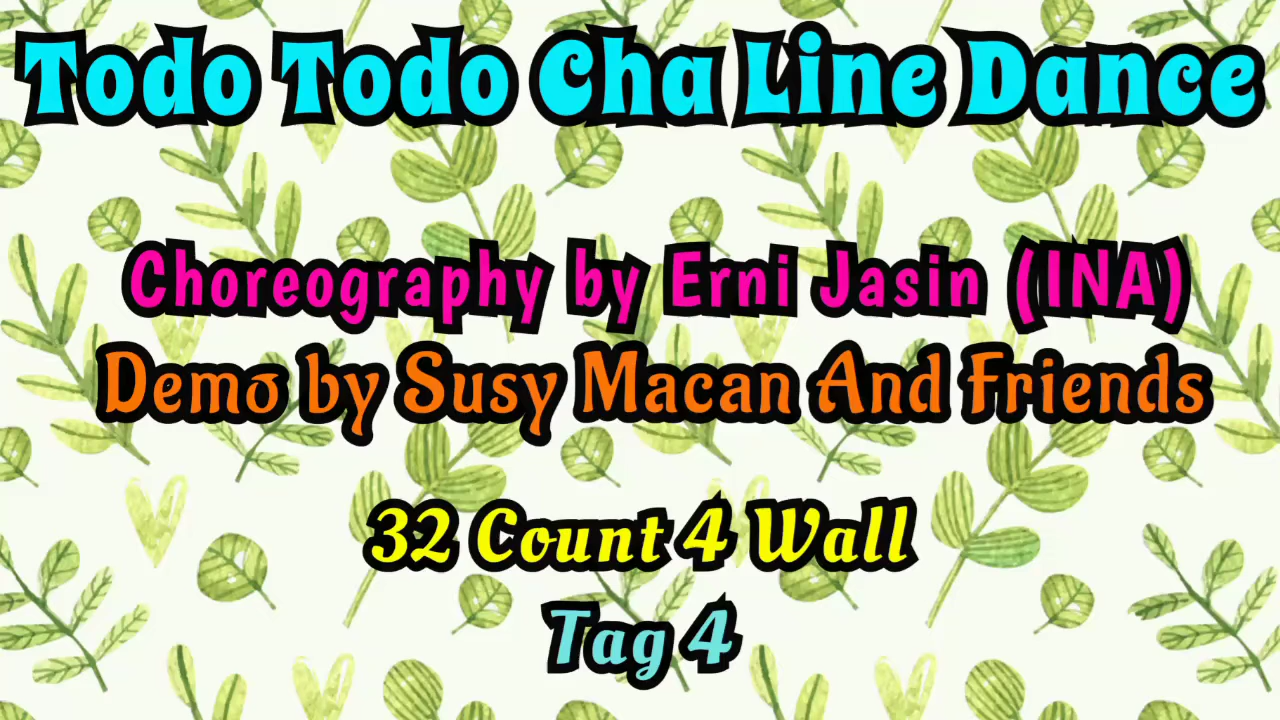 Todo Todo Cha Line Dance
Choreography by Erni Jasin (INA)
Demo by Susy Macan And Friends
32 Count 4 Wall
Tag 4